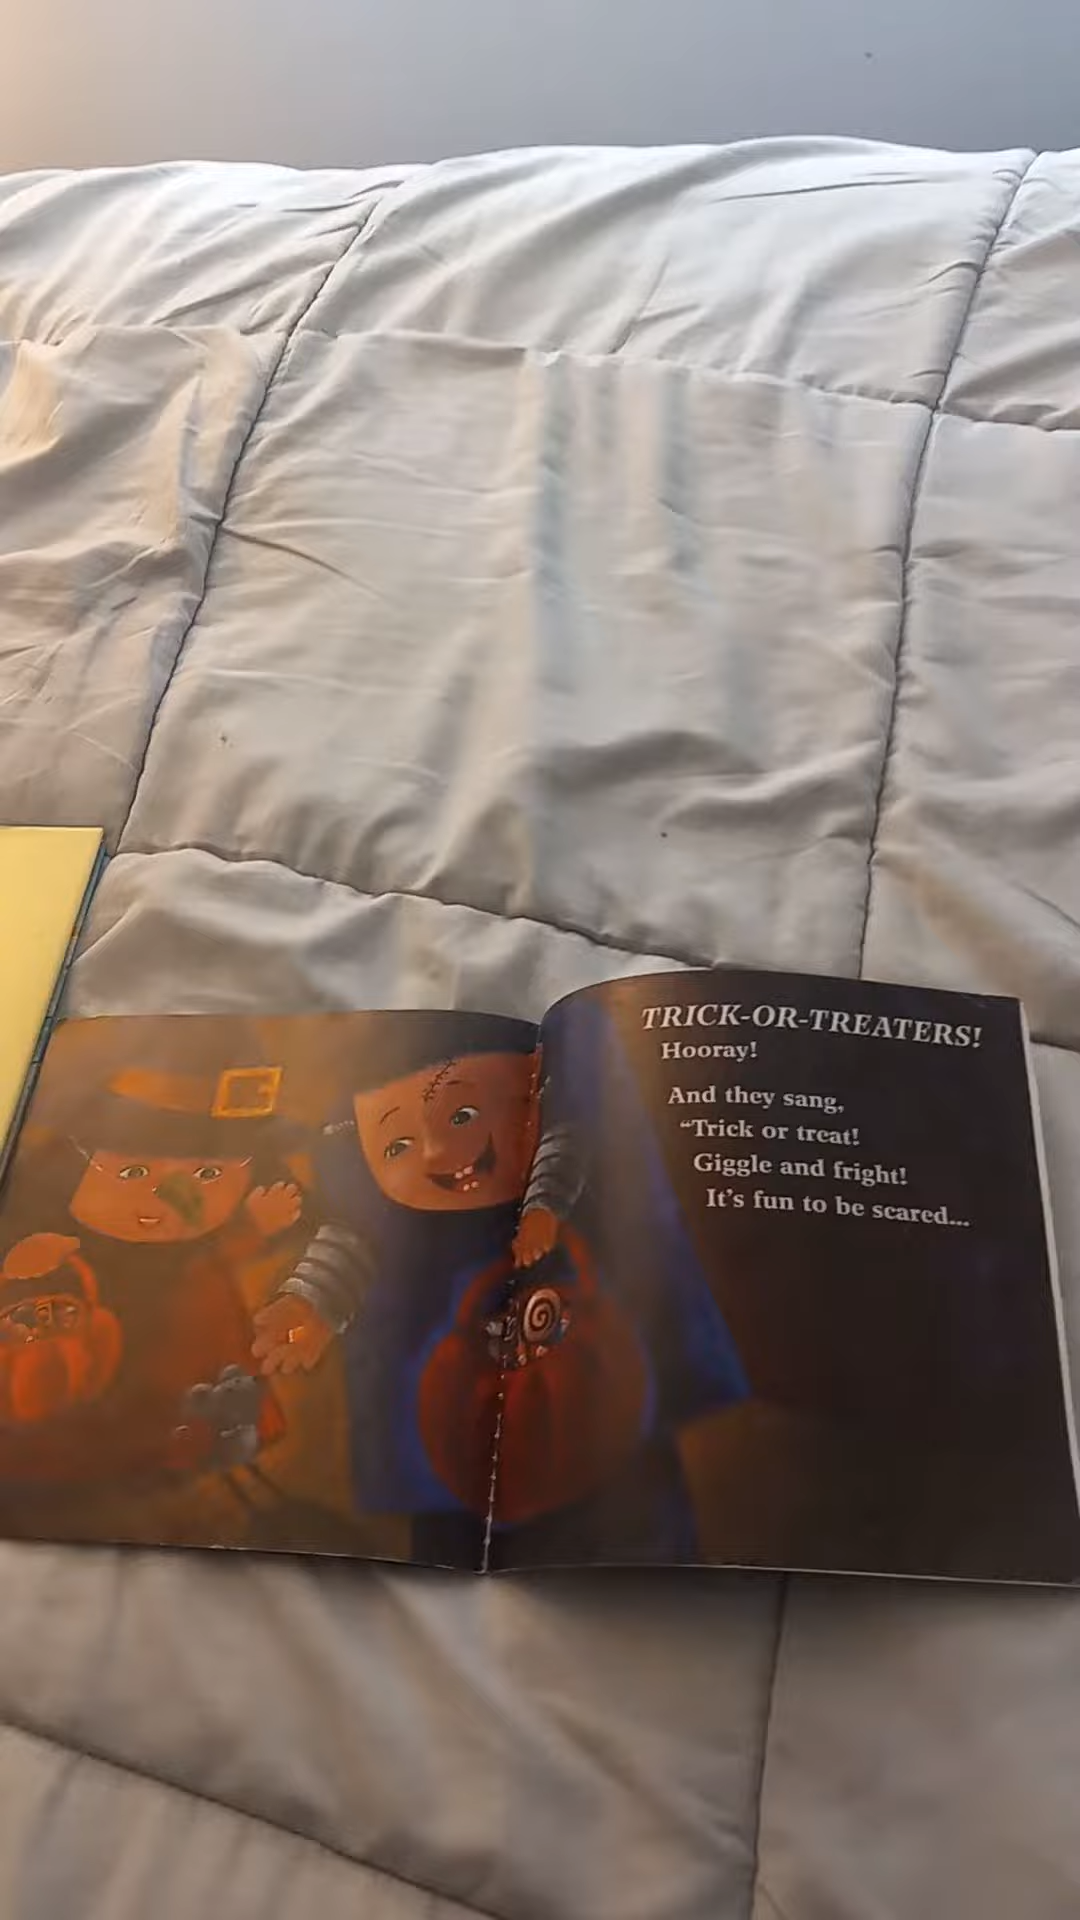 TRICK-OR-TREATERS!
Hooray!
And they sang,
“Trick or treat!
Giggle and fright!
It’s fun to be scared...